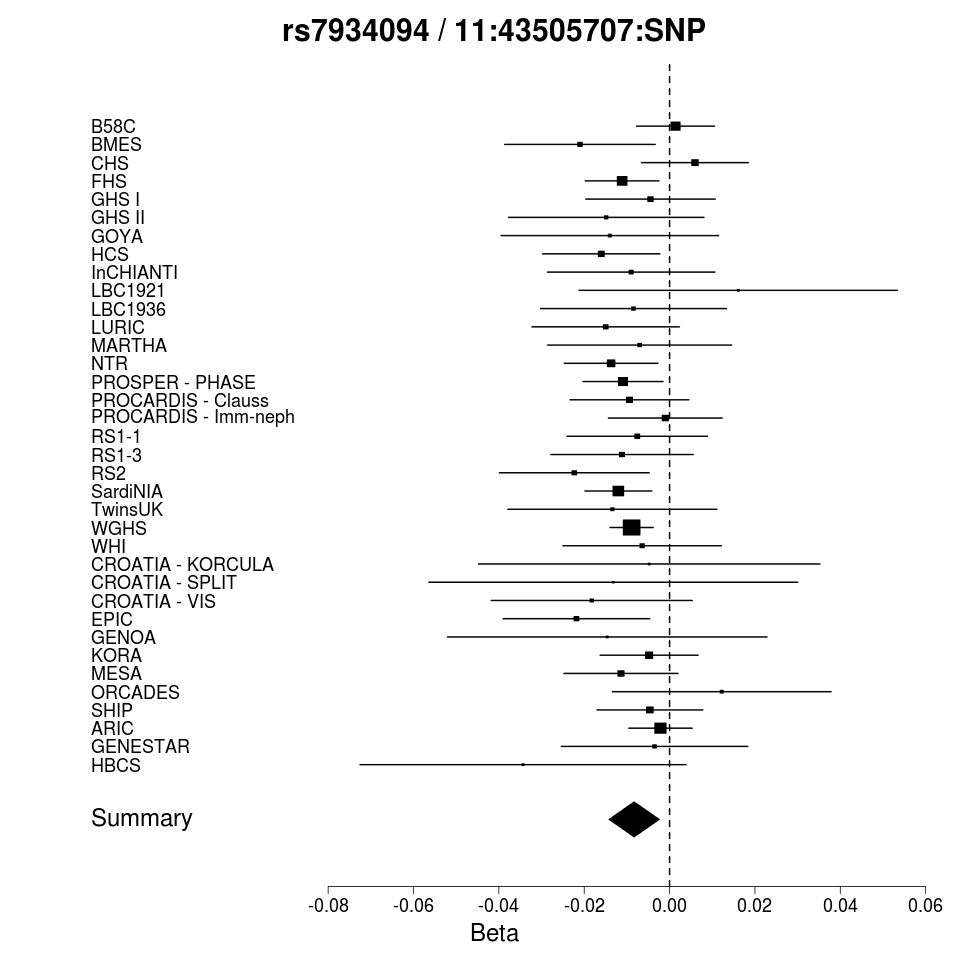 rs7934094 / 11:43505707:SNP
B58C
BMES
CHS
FHS
GHS I
GHS II
GOYA
HCS
InCHIANTI
LBC1921
LBC1936
LURIC
MARTHA
NTR
PROSPER - PHASE
PROCARDIS - Clauss
PROCARDIS - Imm-neph
RS1-1
RS1-3
RS2
SardiNIA
TwinsUK
WGHS
WHI
CROATIA - KORCULA
CROATIA - SPLIT
CROATIA - VIS
EPIC
GENOA
KORA
MESA
ORCADES
SHIP
ARIC
GENESTAR
HBCS
Summary
-0.08 -0.06 -0.04 -0.02 0.00 0.02 0.04 0.06
Beta